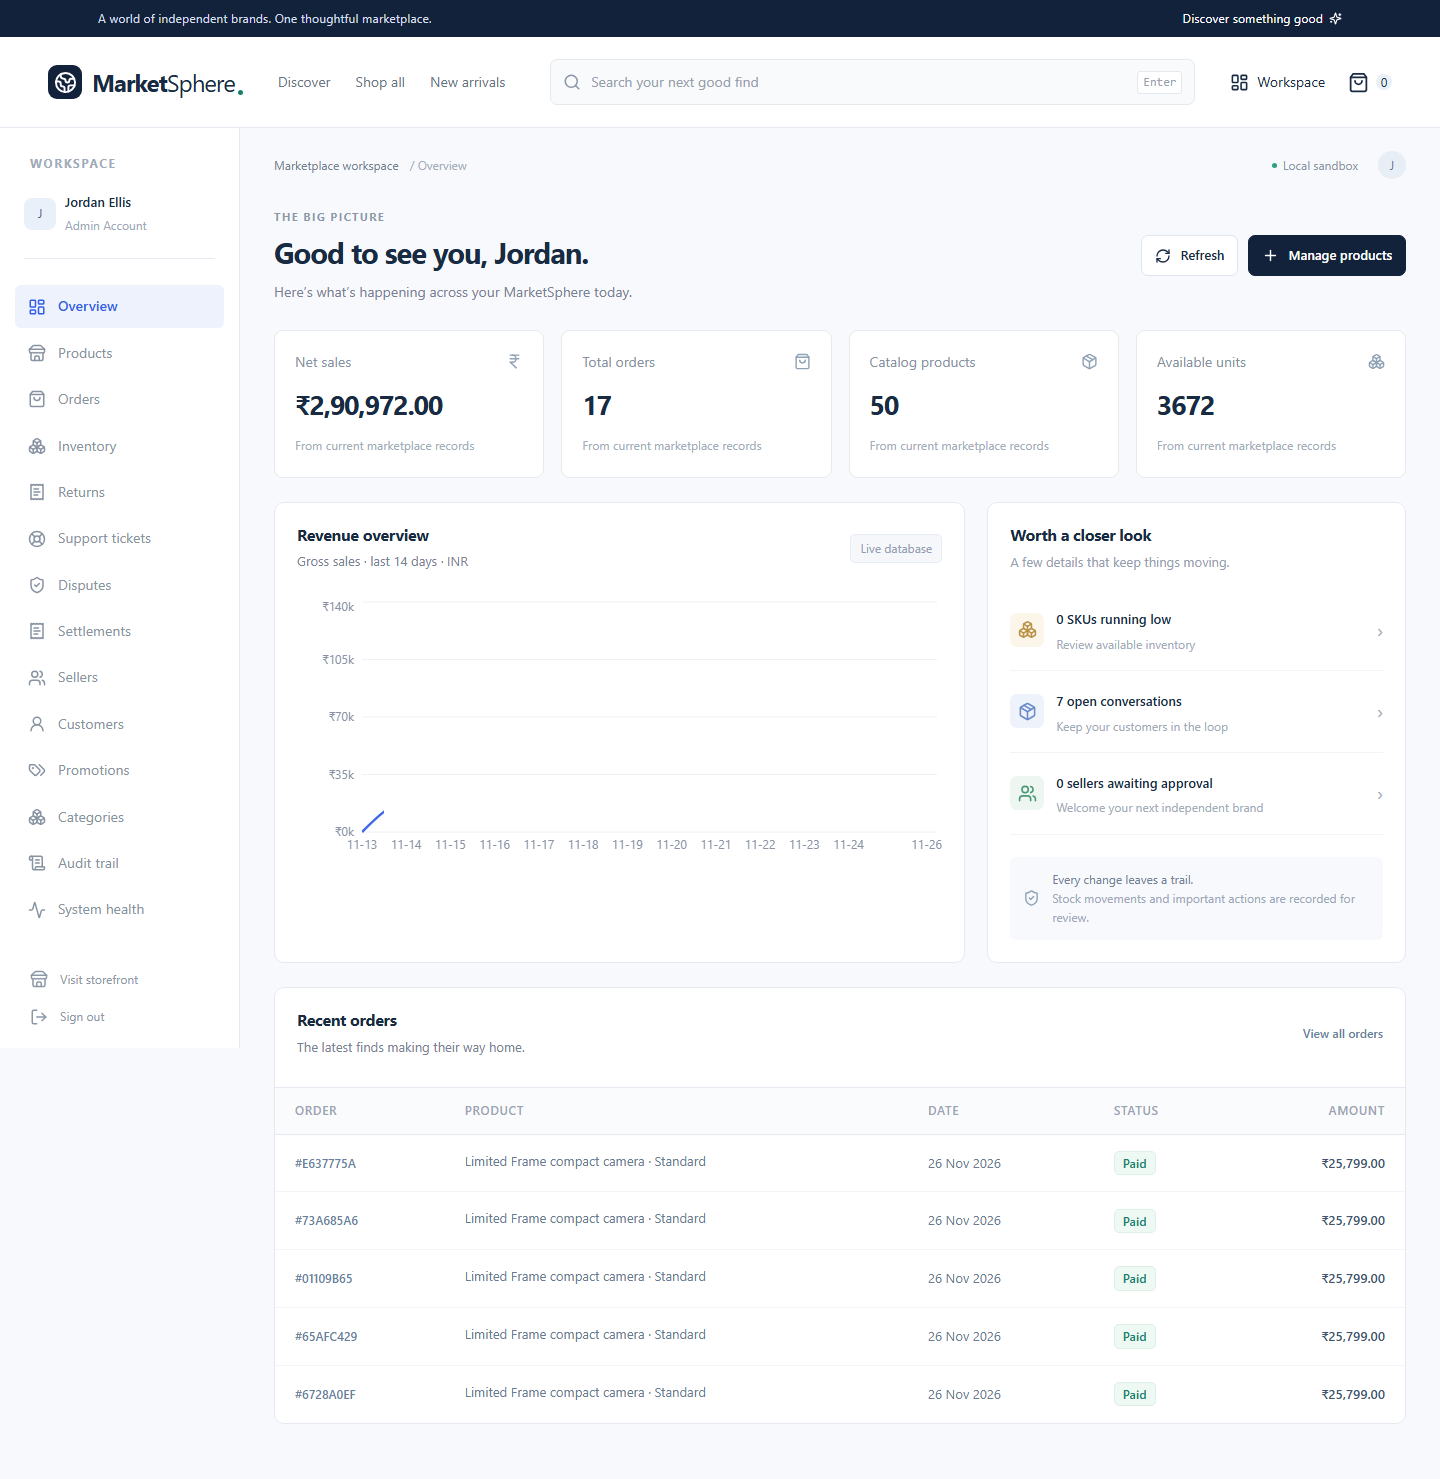 A world of independent brands. One thoughtful marketplace.
Discover something good
MarketSphere.
Discover
Shop all
New arrivals
Search your next good find
Enter
Workspace
0
WORKSPACE
J
Jordan Ellis
Admin Account
Overview
Products
Orders
Inventory
Returns
Support tickets
Disputes
Settlements
Sellers
Customers
Promotions
Categories
Audit trail
System health
Visit storefront
Sign out
Marketplace workspace / Overview
Local sandbox
J
THE BIG PICTURE
Good to see you, Jordan.
Here's what's happening across your MarketSphere today.
Refresh
Manage products
Net sales
₹
₹2,90,972.00
From current marketplace records
Total orders
17
From current marketplace records
Catalog products
50
From current marketplace records
Available units
3672
From current marketplace records
Revenue overview
Gross sales · last 14 days · INR
Live database
₹140k
₹105k
₹70k
₹35k
₹0k
11-13 11-14 11-15 11-16 11-17 11-18 11-19 11-20 11-21 11-22 11-23 11-24 11-26
Worth a closer look
A few details that keep things moving.
0 SKUs running low
Review available inventory
7 open conversations
Keep your customers in the loop
0 sellers awaiting approval
Welcome your next independent brand
Every change leaves a trail.
Stock movements and important actions are recorded for
review.
Recent orders
The latest finds making their way home.
View all orders
ORDER PRODUCT DATE STATUS AMOUNT
#E637775A Limited Frame compact camera · Standard 26 Nov 2026 Paid ₹25,799.00
#73A685A6 Limited Frame compact camera · Standard 26 Nov 2026 Paid ₹25,799.00
#01109B65 Limited Frame compact camera · Standard 26 Nov 2026 Paid ₹25,799.00
#65AFC429 Limited Frame compact camera · Standard 26 Nov 2026 Paid ₹25,799.00
#6728A0EF Limited Frame compact camera · Standard 26 Nov 2026 Paid ₹25,799.00